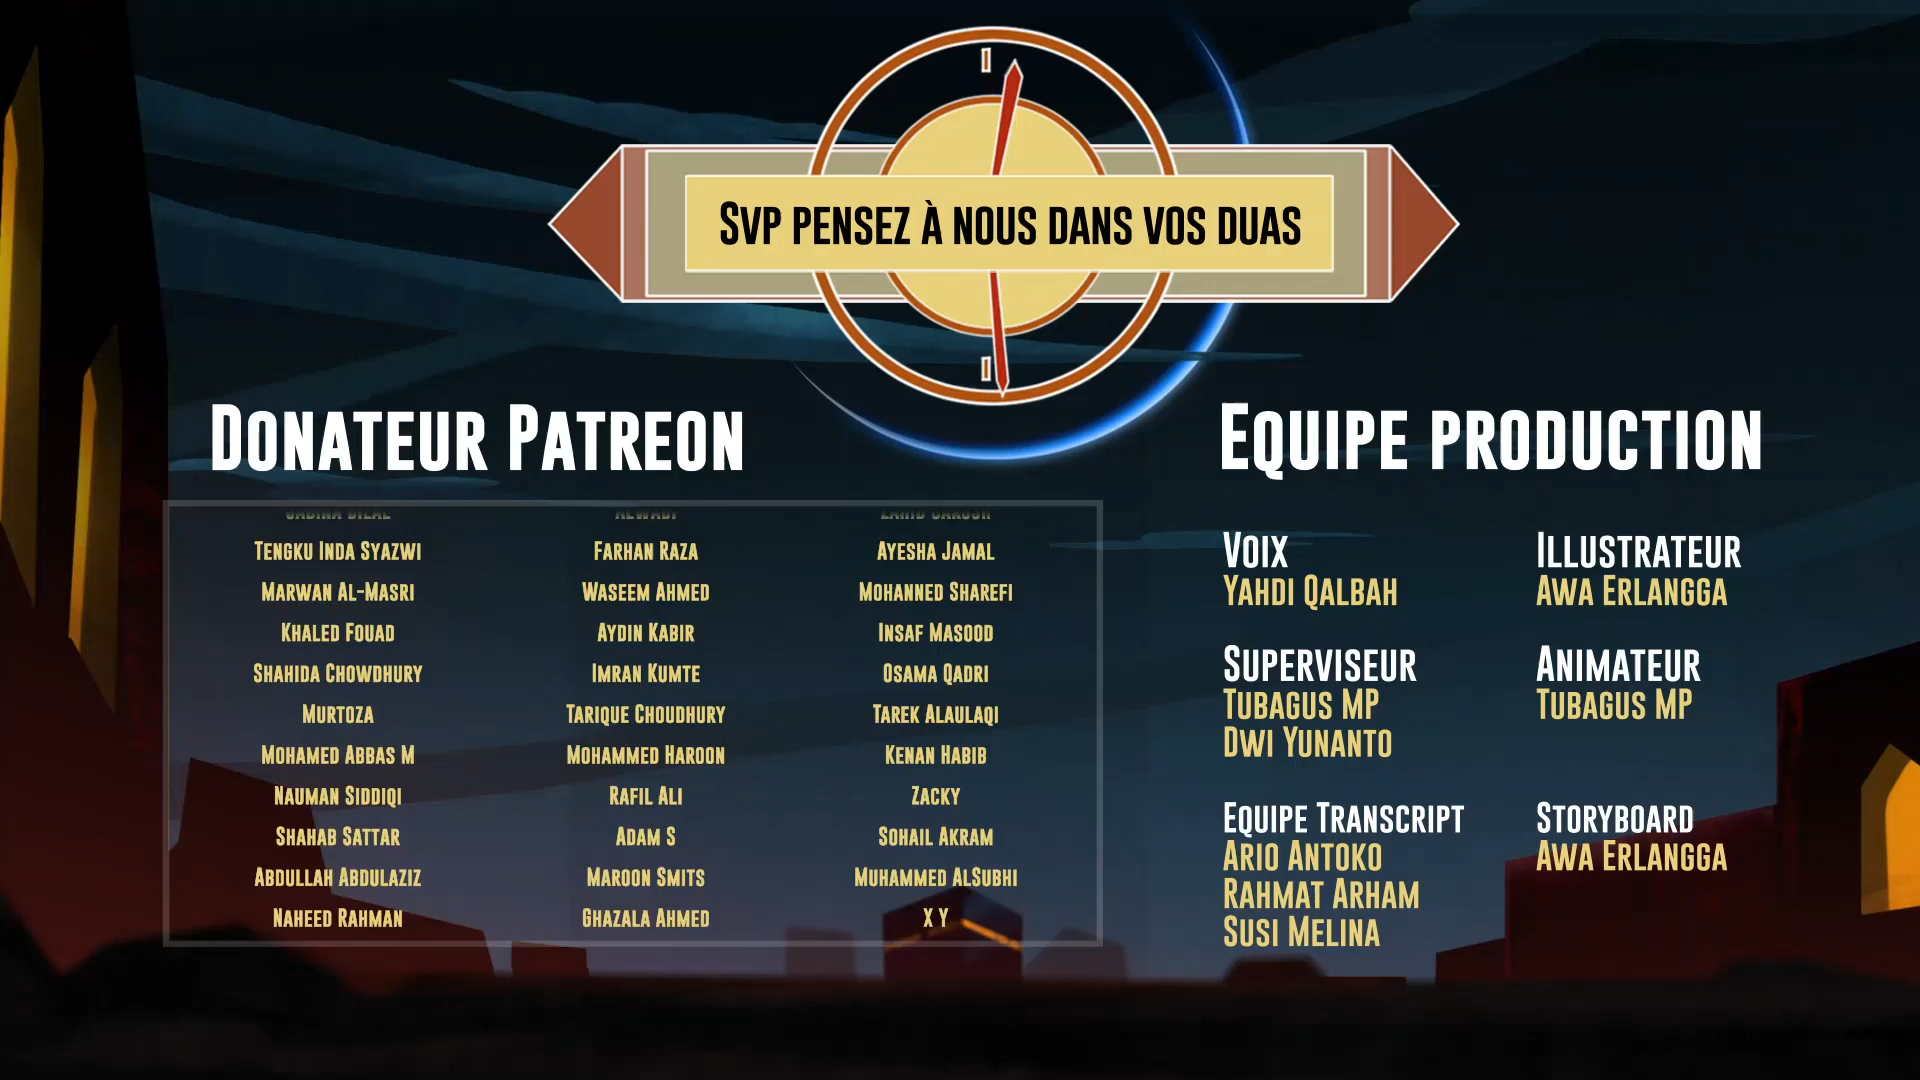 Svp pensez à nous dans vos duas
Donateur Patreon
Tengku Inda Syazwi
Marwan Al-Masri
Khaled Fouad
Shahida Chowdhury
Murtoza
Mohamed Abbas M
Nauman Siddiqi
Shahab Sattar
Abdullah Abdulaziz
Naheed Rahman
Farhan Raza
Waseem Ahmed
Aydin Kabir
Imran Kumte
Tarique Choudhury
Mohammed Haroon
Rafil Ali
Adam S
Maroon Smits
Ghazala Ahmed
Ayesha Jamal
Mohanned Sharefi
Insaf Masood
Osama Qadri
Tarek Alaulaqi
Kenan Habib
Zacky
Sohail Akram
Muhammed AlSubhi
X Y
Equipe production
Voix
Yahdi Qalbah
Superviseur
Tubagus MP
Dwi Yunanto
Equipe Transcript
Ario Antoko
Rahmat Arham
Susi Melina
Illustrateur
Awa Erlangga
Animateur
Tubagus MP
Storyboard
Awa Erlangga